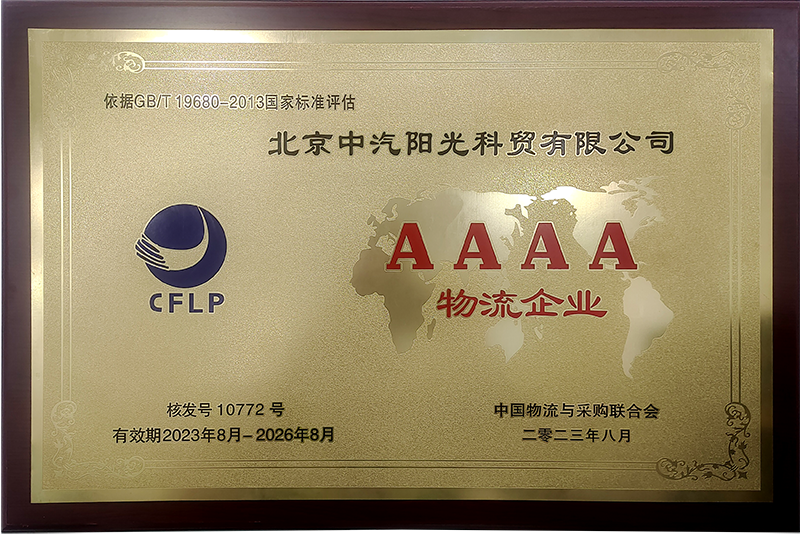 依据GB/T 19680-2013国家标准评估
北京中汽阳光科贸有限公司
CFLP
AAAA
物流企业
核发号 10772 号
有效期2023年8月-2026年8月
中国物流与采购联合会
二零二三年八月